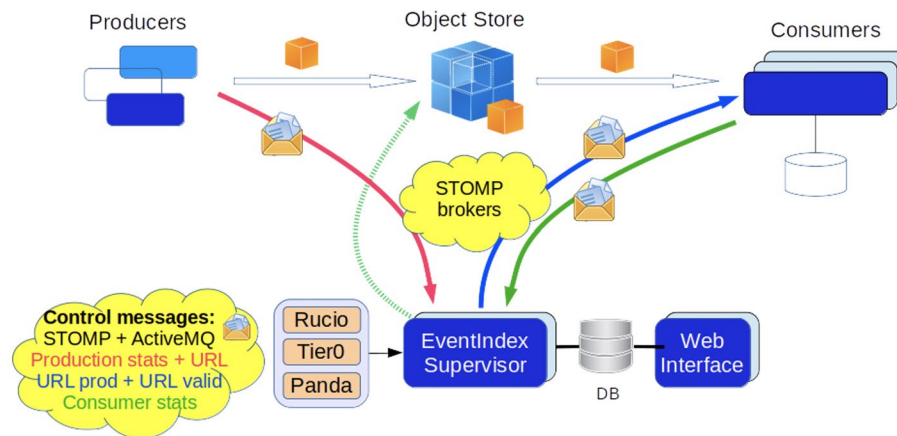 Producers
Object Store
Consumers
STOMP
brokers
Control messages:
STOMP + ActiveMQ
Production stats + URL
URL prod + URL valid
Consumer stats
Rucio
Tier0
Panda
EventIndex
Supervisor
DB
Web
Interface